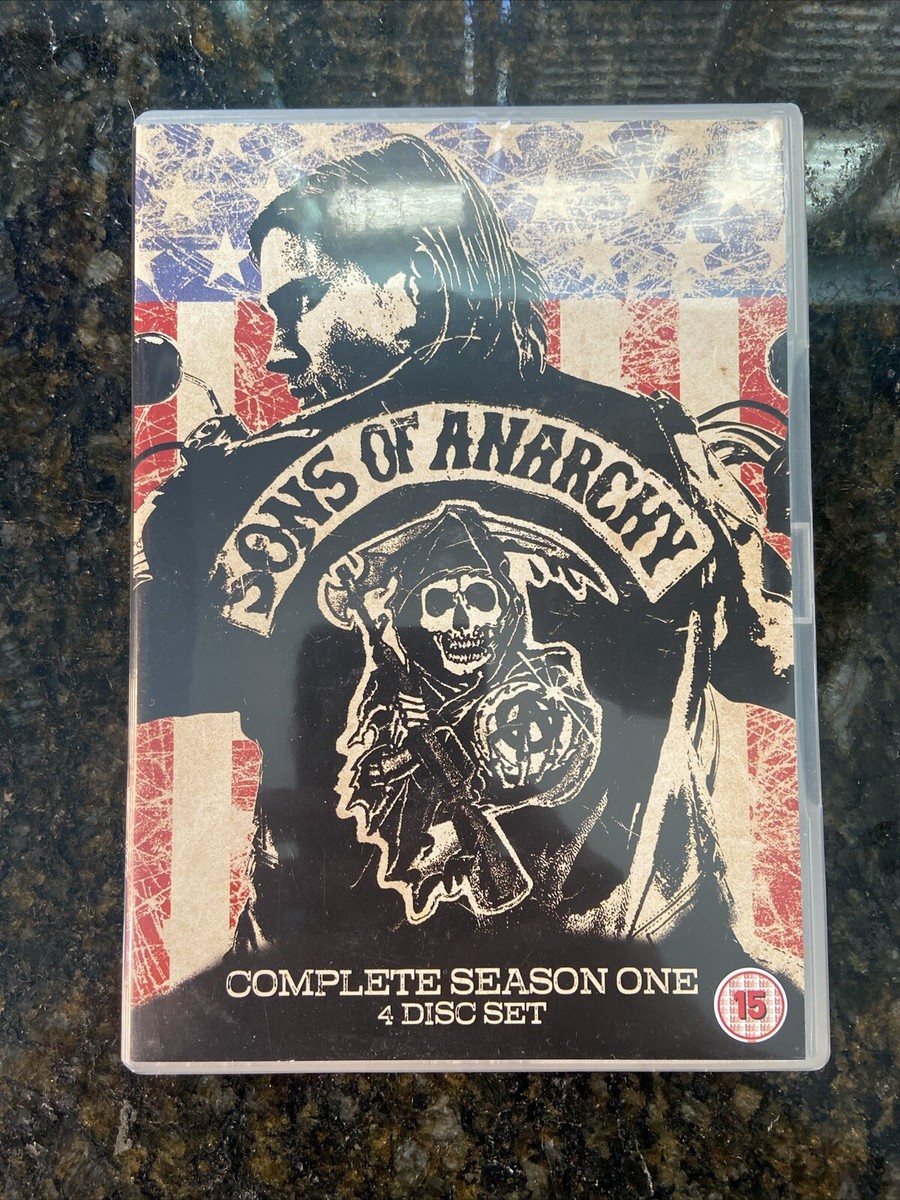 SONS OF ANARCHY
COMPLETE SEASON ONE
4 DISC SET
15